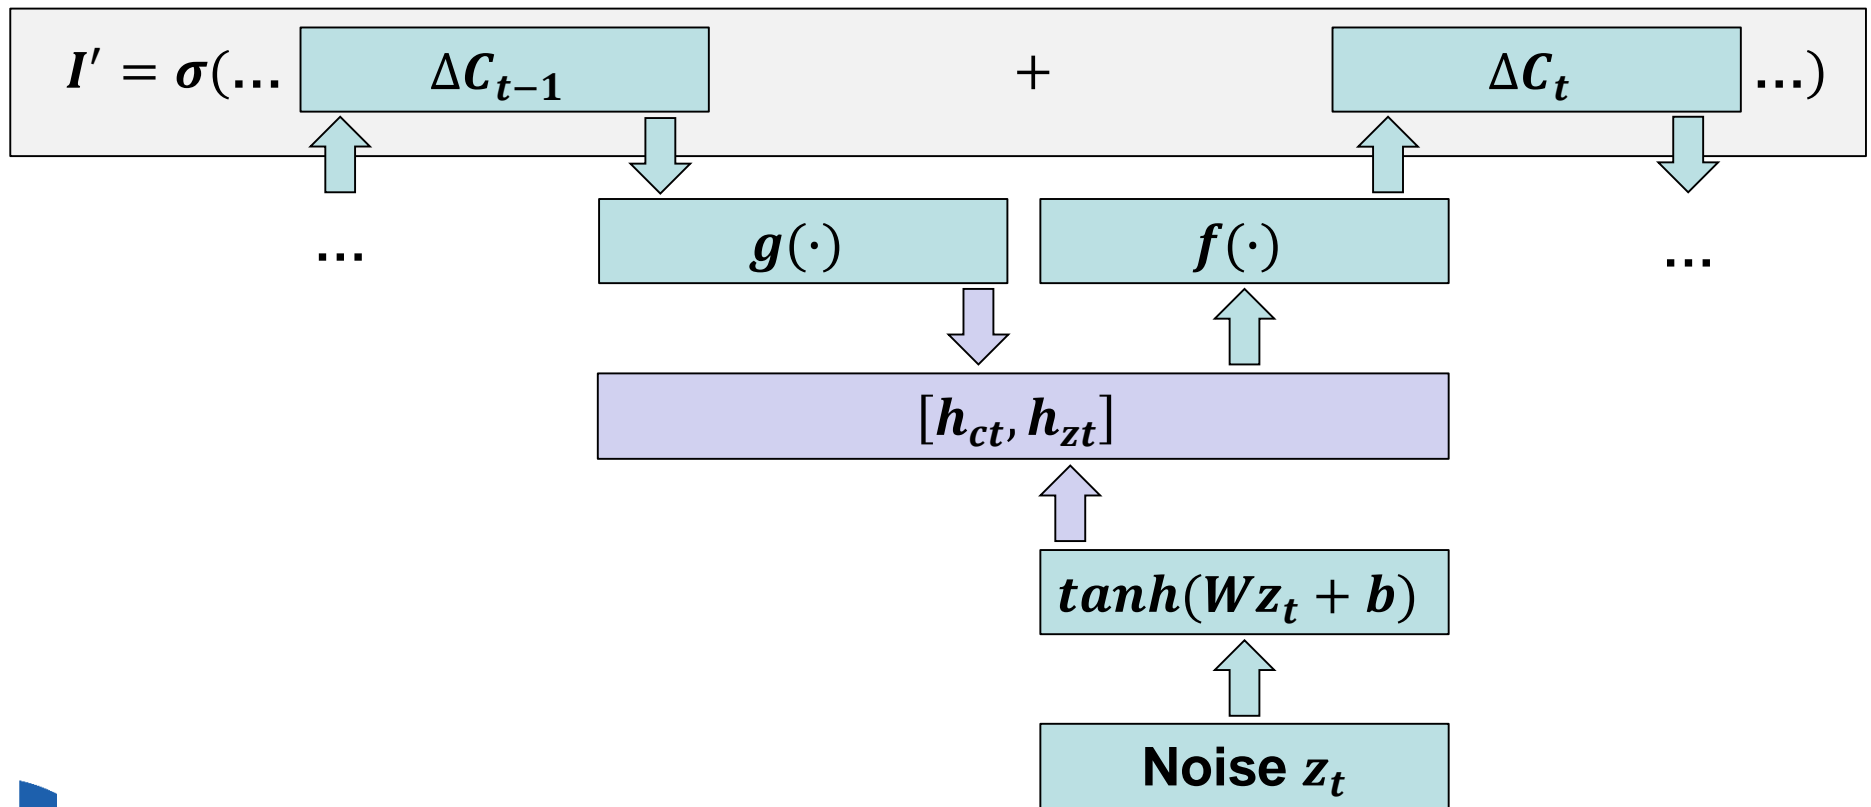 I′ = σ(… ΔC_{t−1} + ΔC_t …)
… g(·) f(·) …
[h_{ct}, h_{zt}]
tanh(Wz_t + b)
Noise z_t